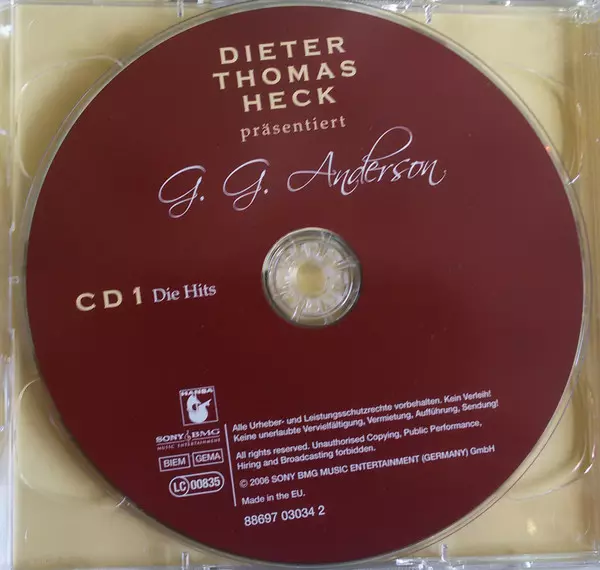 DIETER
THOMAS
HECK
präsentiert
G. G. Anderson
CD 1 Die Hits
HANSA
SONY BMG
MUSIC ENTERTAINMENT
BIEM GEMA
LC 00835
Alle Urheber- und Leistungsschutzrechte vorbehalten. Kein Verleih!
Keine unerlaubte Vervielfältigung, Vermietung, Aufführung, Sendung!
All rights reserved. Unauthorised Copying, Public Performance,
Hiring and Broadcasting forbidden.
© 2006 SONY BMG MUSIC ENTERTAINMENT (GERMANY) GmbH
Made in the EU.
88697 03034 2